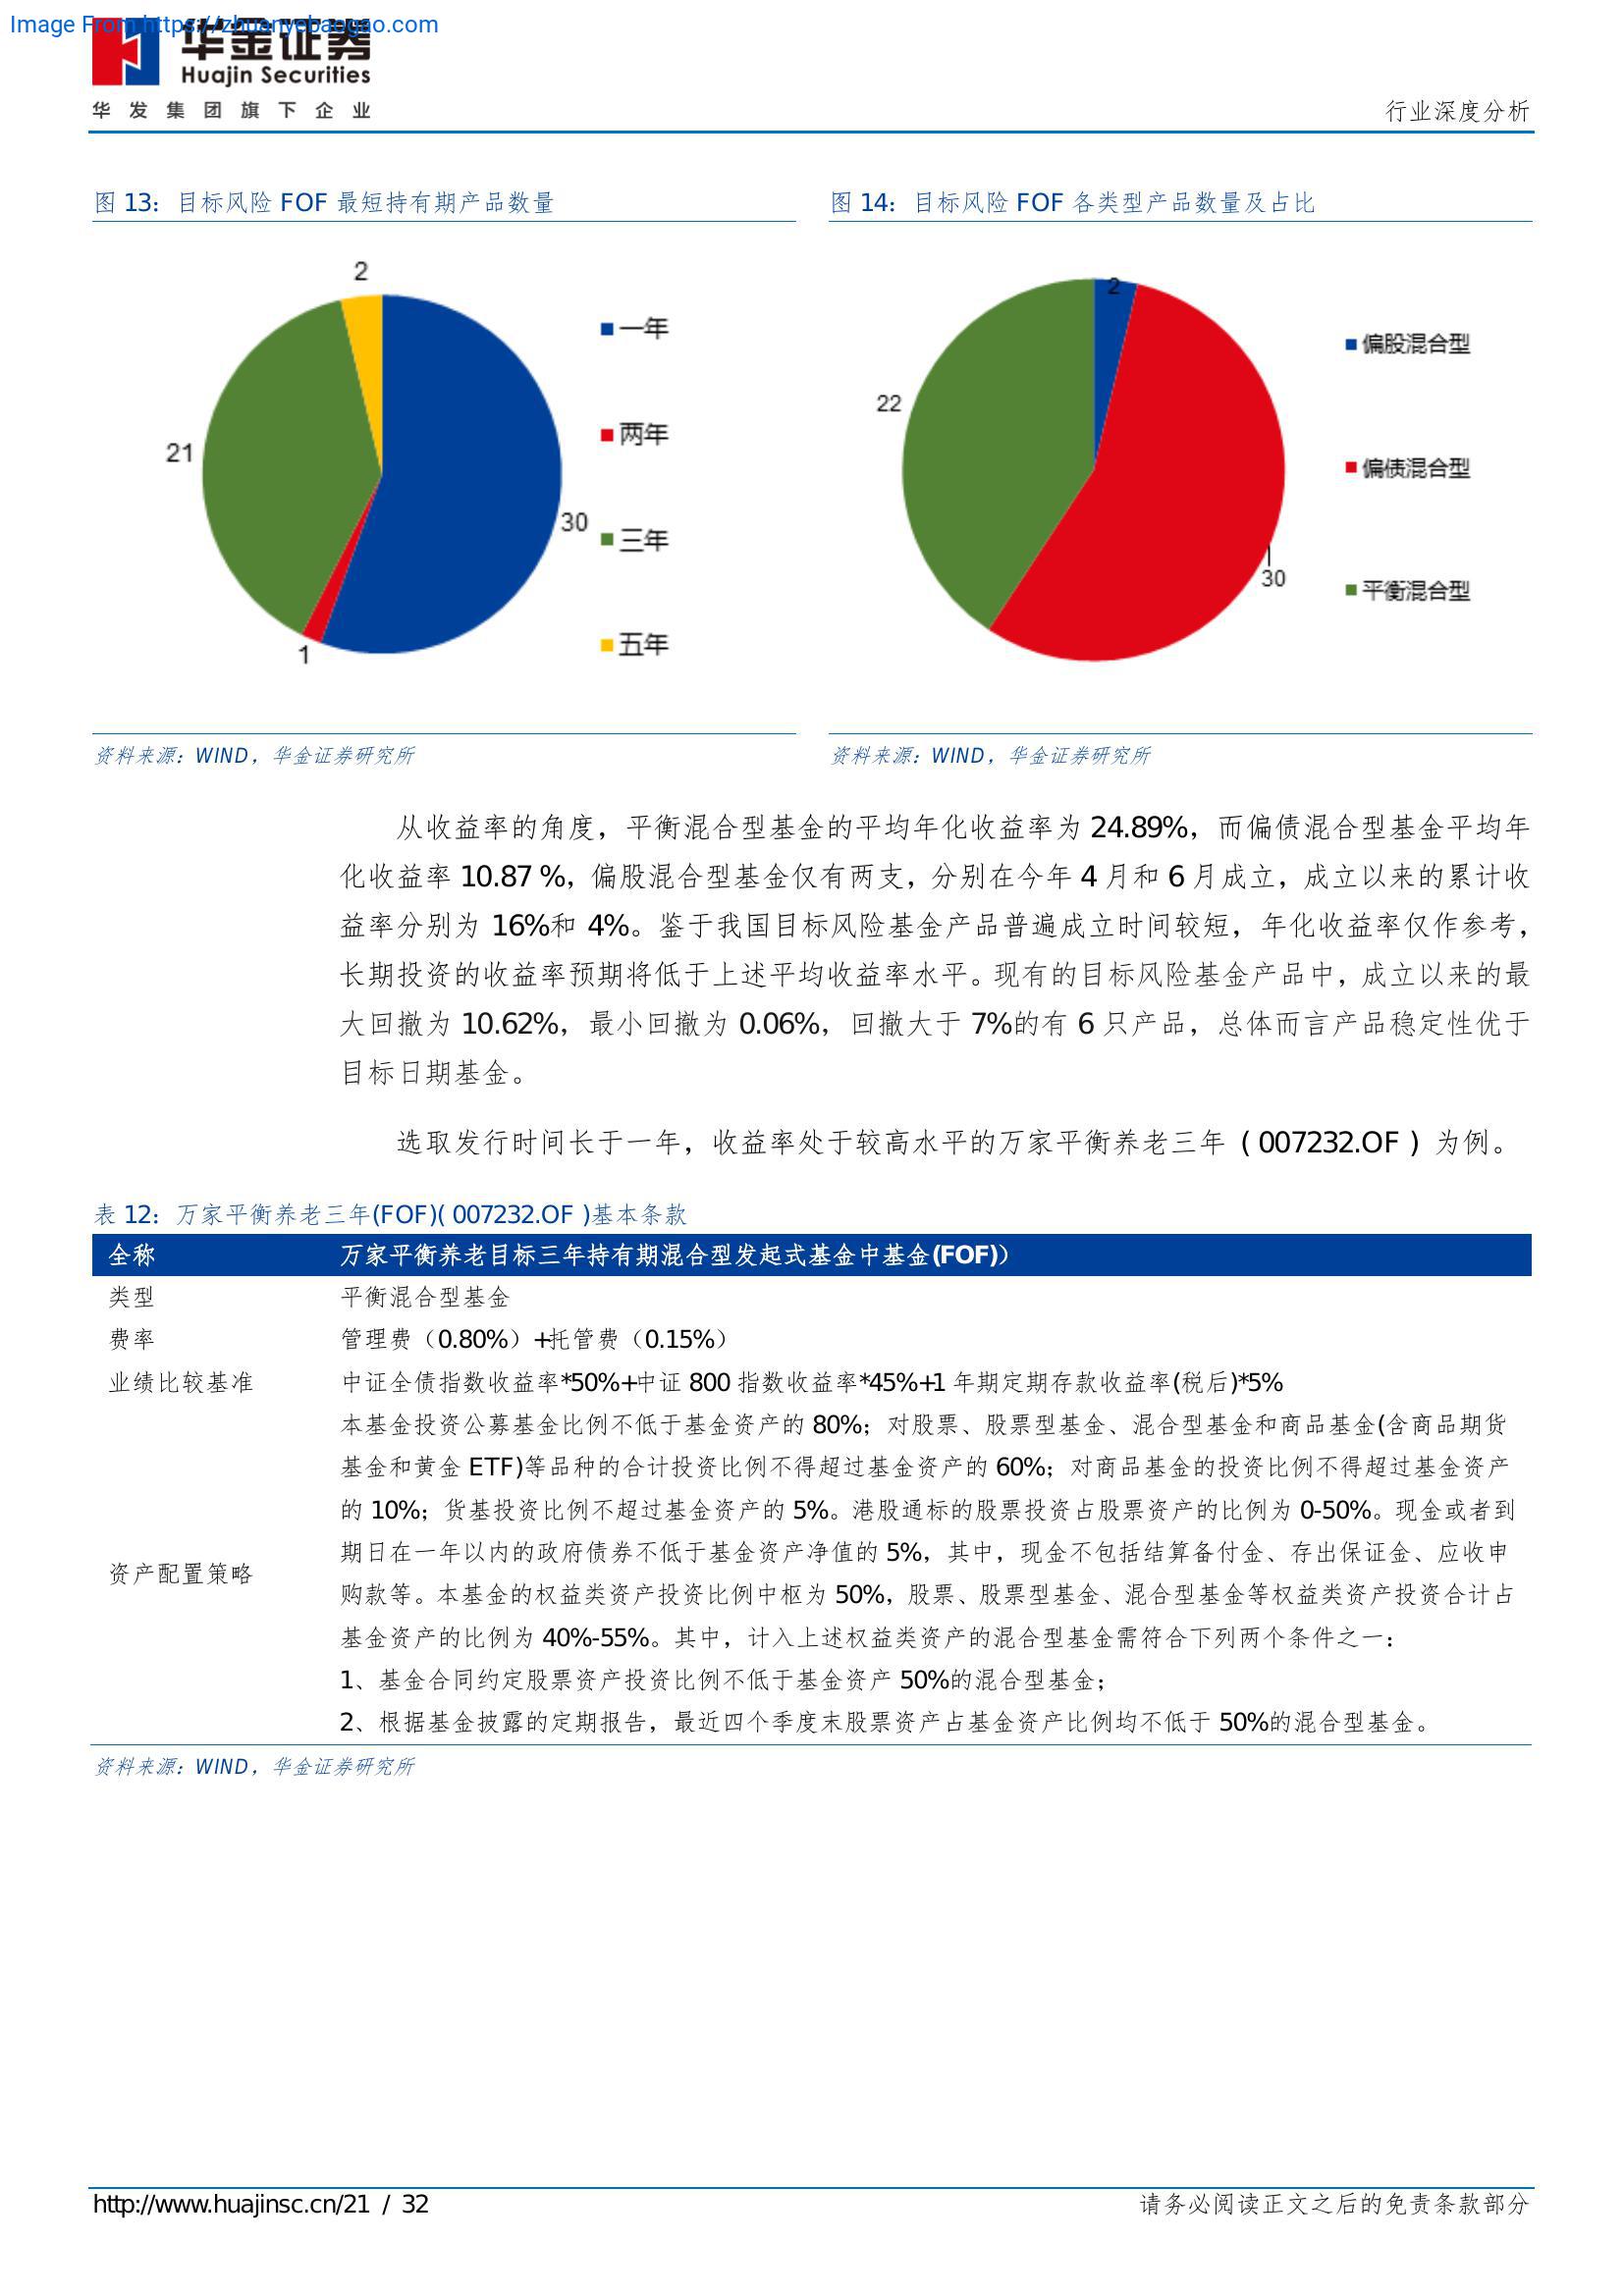 Image From https://zhuanyebaogao.com
华金证券
Huajin Securities
华发集团旗下企业
行业深度分析
图 13：目标风险 FOF 最短持有期产品数量
2
21
30
1
一年
两年
三年
五年
资料来源：WIND，华金证券研究所
图 14：目标风险 FOF 各类型产品数量及占比
2
22
30
偏股混合型
偏债混合型
平衡混合型
资料来源：WIND，华金证券研究所
从收益率的角度，平衡混合型基金的平均年化收益率为 24.89%，而偏债混合型基金平均年
化收益率 10.87 %，偏股混合型基金仅有两支，分别在今年 4 月和 6 月成立，成立以来的累计收
益率分别为 16%和 4%。鉴于我国目标风险基金产品普遍成立时间较短，年化收益率仅作参考，
长期投资的收益率预期将低于上述平均收益率水平。现有的目标风险基金产品中，成立以来的最
大回撤为 10.62%，最小回撤为 0.06%，回撤大于 7%的有 6 只产品，总体而言产品稳定性优于
目标日期基金。
选取发行时间长于一年，收益率处于较高水平的万家平衡养老三年（007232.OF）为例。
表 12：万家平衡养老三年(FOF)( 007232.OF )基本条款
全称 万家平衡养老目标三年持有期混合型发起式基金中基金(FOF)）
类型 平衡混合型基金
费率 管理费（0.80%）+托管费（0.15%）
业绩比较基准 中证全债指数收益率*50%+中证 800 指数收益率*45%+1 年期定期存款收益率(税后)*5%
资产配置策略
本基金投资公募基金比例不低于基金资产的 80%；对股票、股票型基金、混合型基金和商品基金(含商品期货
基金和黄金 ETF)等品种的合计投资比例不得超过基金资产的 60%；对商品基金的投资比例不得超过基金资产
的 10%；货基投资比例不超过基金资产的 5%。港股通标的股票投资占股票资产的比例为 0-50%。现金或者到
期日在一年以内的政府债券不低于基金资产净值的 5%，其中，现金不包括结算备付金、存出保证金、应收申
购款等。本基金的权益类资产投资比例中枢为 50%，股票、股票型基金、混合型基金等权益类资产投资合计占
基金资产的比例为 40%-55%。其中，计入上述权益类资产的混合型基金需符合下列两个条件之一：
1、基金合同约定股票资产投资比例不低于基金资产 50%的混合型基金；
2、根据基金披露的定期报告，最近四个季度末股票资产占基金资产比例均不低于 50%的混合型基金。
资料来源：WIND，华金证券研究所
http://www.huajinsc.cn/21 / 32
请务必阅读正文之后的免责条款部分